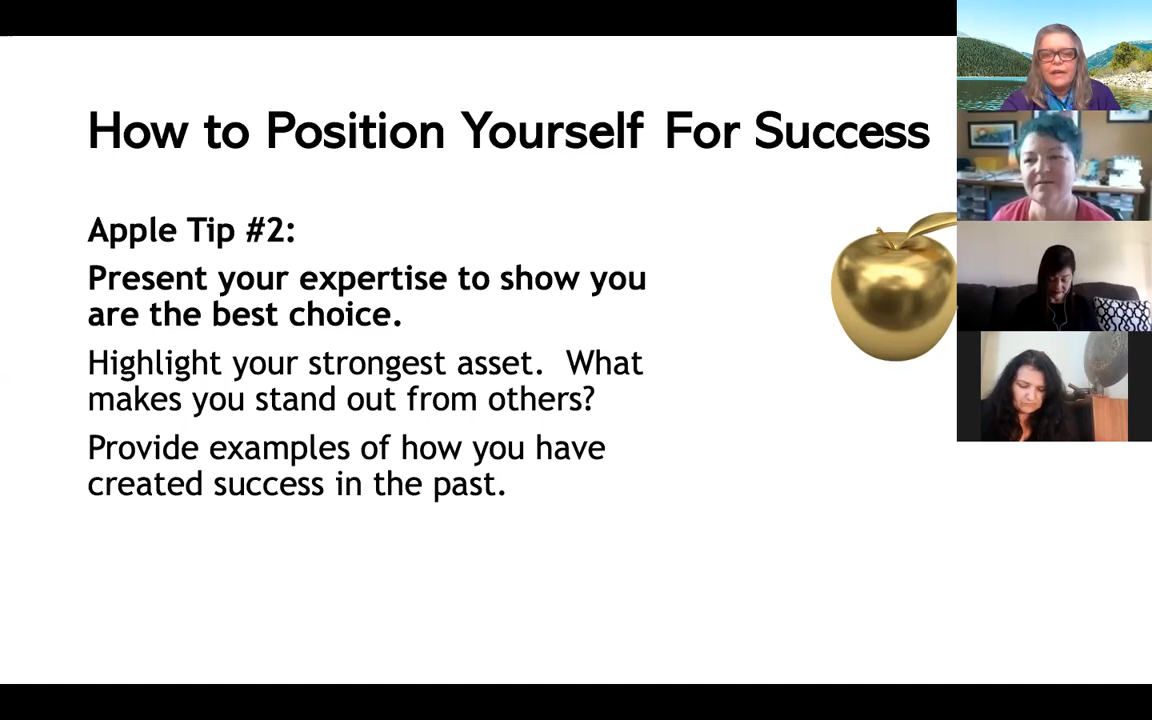 How to Position Yourself For Success
Apple Tip #2:
Present your expertise to show you
are the best choice.
Highlight your strongest asset.  What
makes you stand out from others?
Provide examples of how you have
created success in the past.